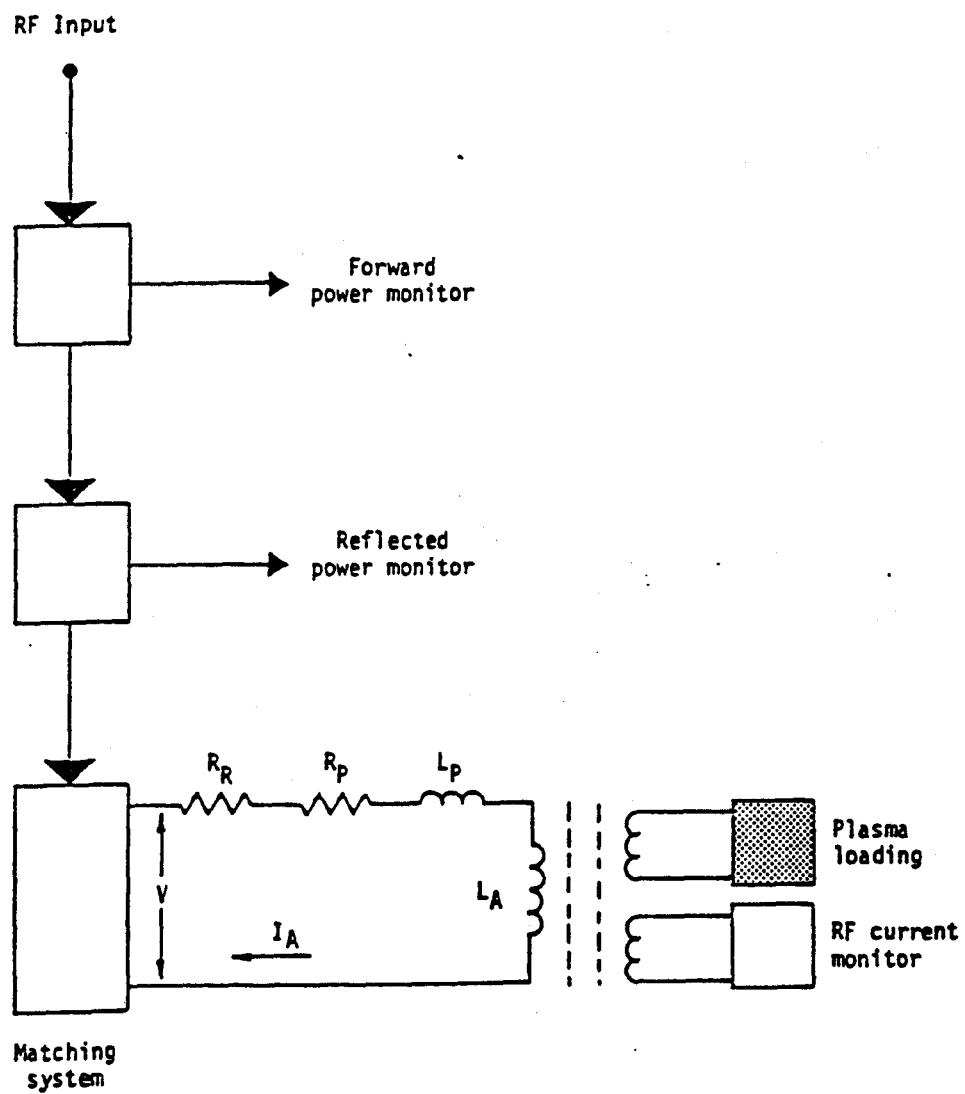 RF Input
Forward
power monitor
Reflected
power monitor
R_R
R_P
L_P
L_A
V
I_A
Plasma
loading
RF current
monitor
Matching
system